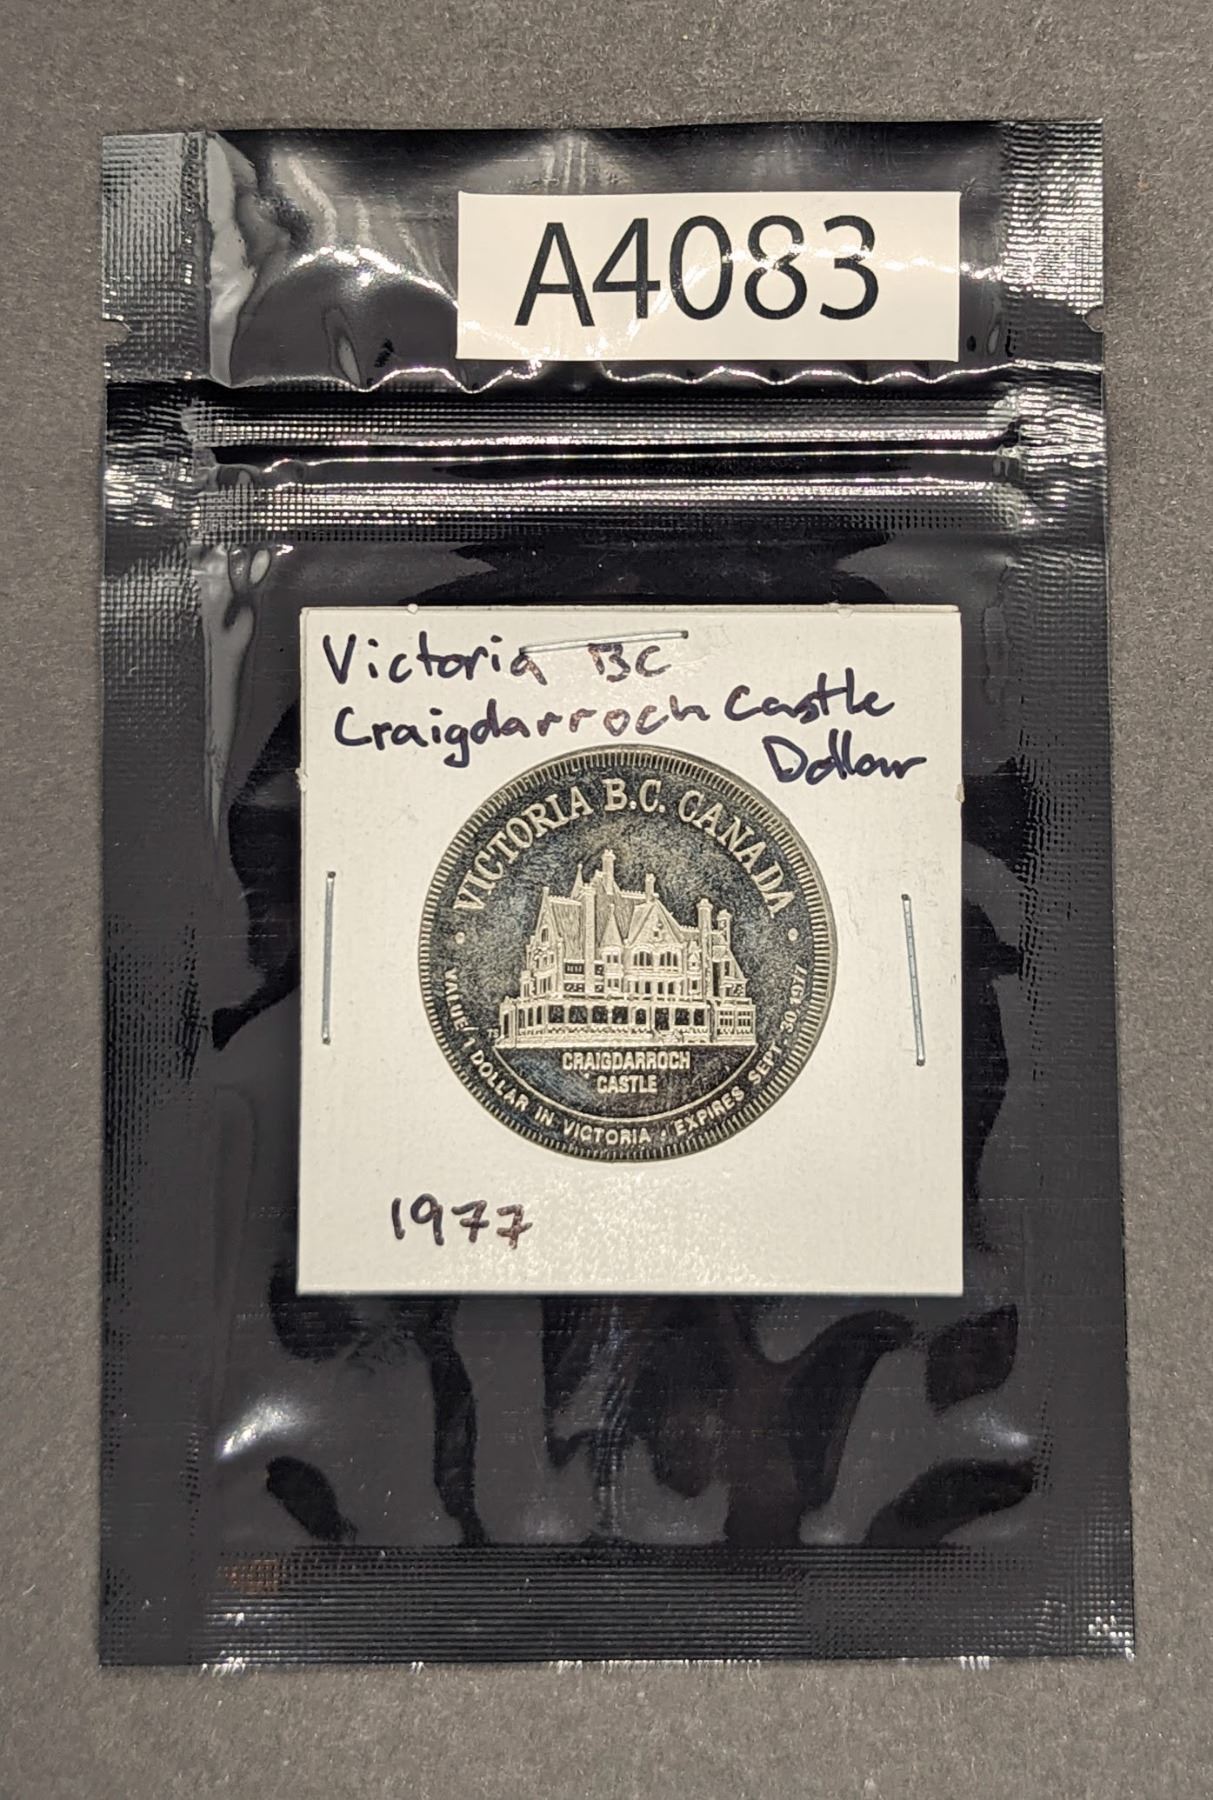 A4083
Victoria BC
Craigdarroch Castle
Dollar
VICTORIA B.C. CANADA
TS
CRAIGDARROCH
CASTLE
VALUE / 1 DOLLAR IN VICTORIA • EXPIRES SEPT. 30 1977
1977